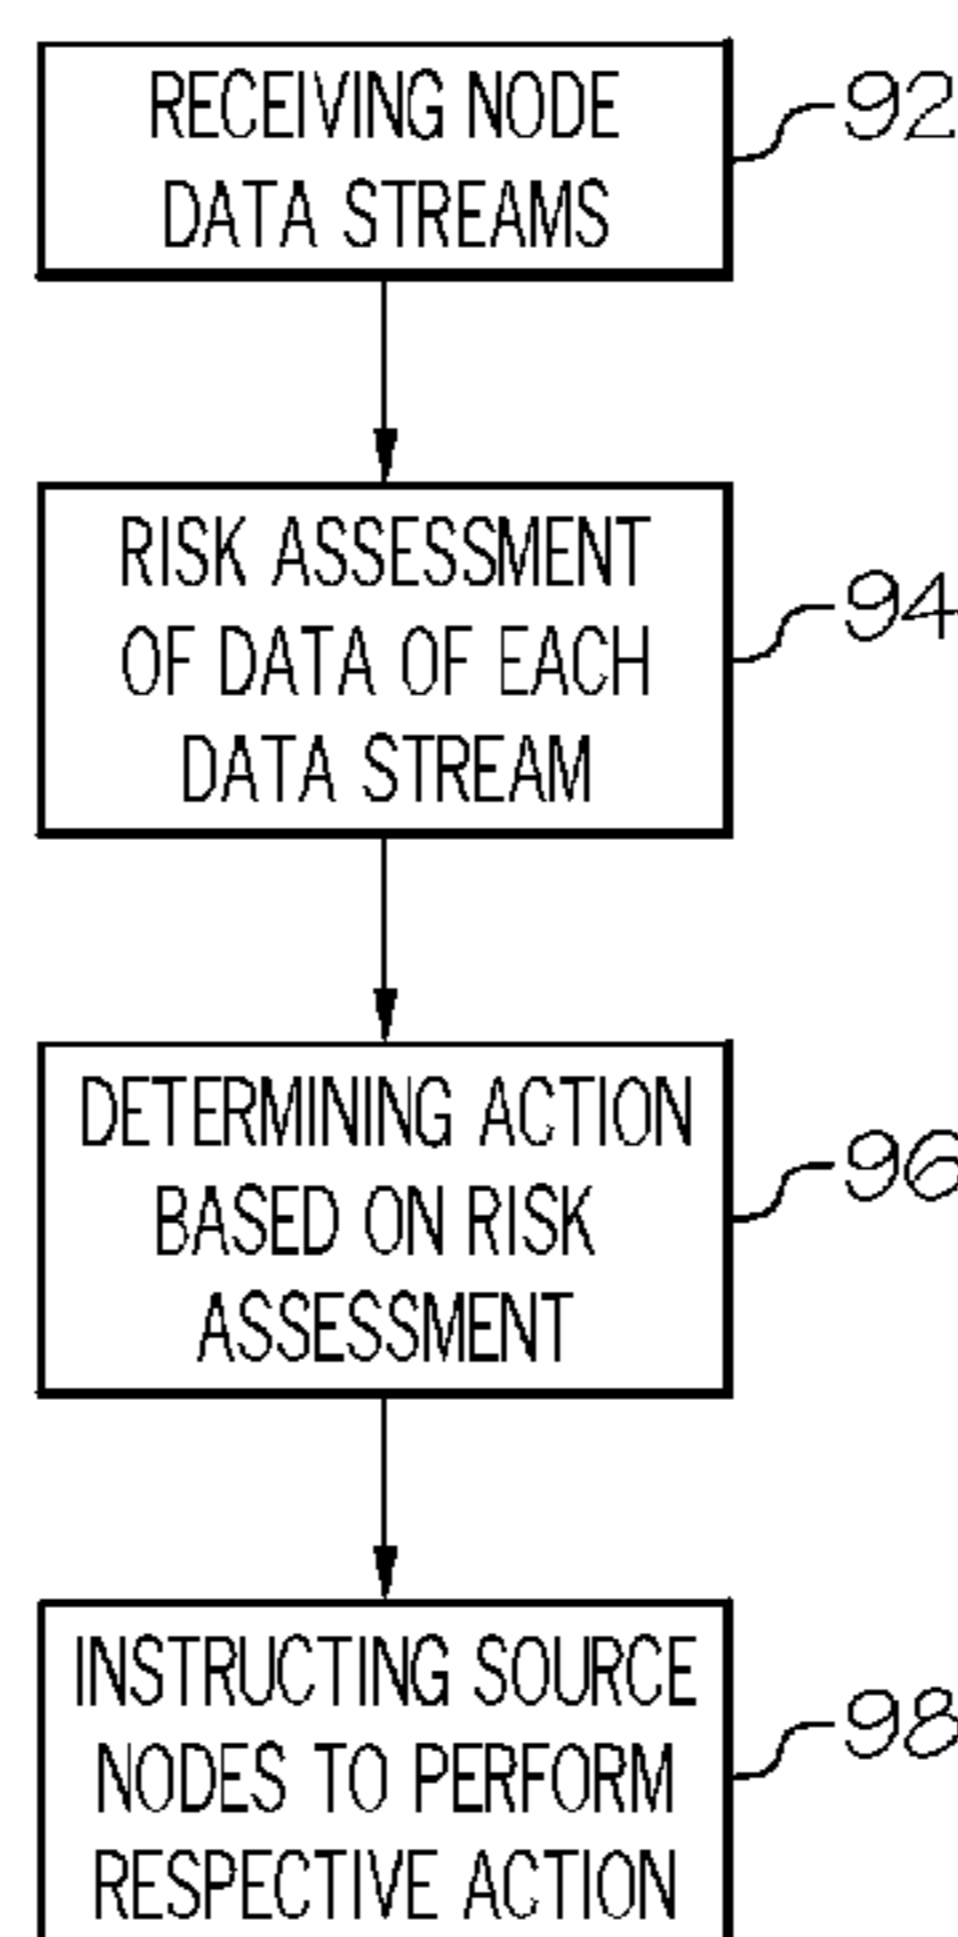 RECEIVING NODE
DATA STREAMS
92
RISK ASSESSMENT
OF DATA OF EACH
DATA STREAM
94
DETERMINING ACTION
BASED ON RISK
ASSESSMENT
96
INSTRUCTING SOURCE
NODES TO PERFORM
RESPECTIVE ACTION
98